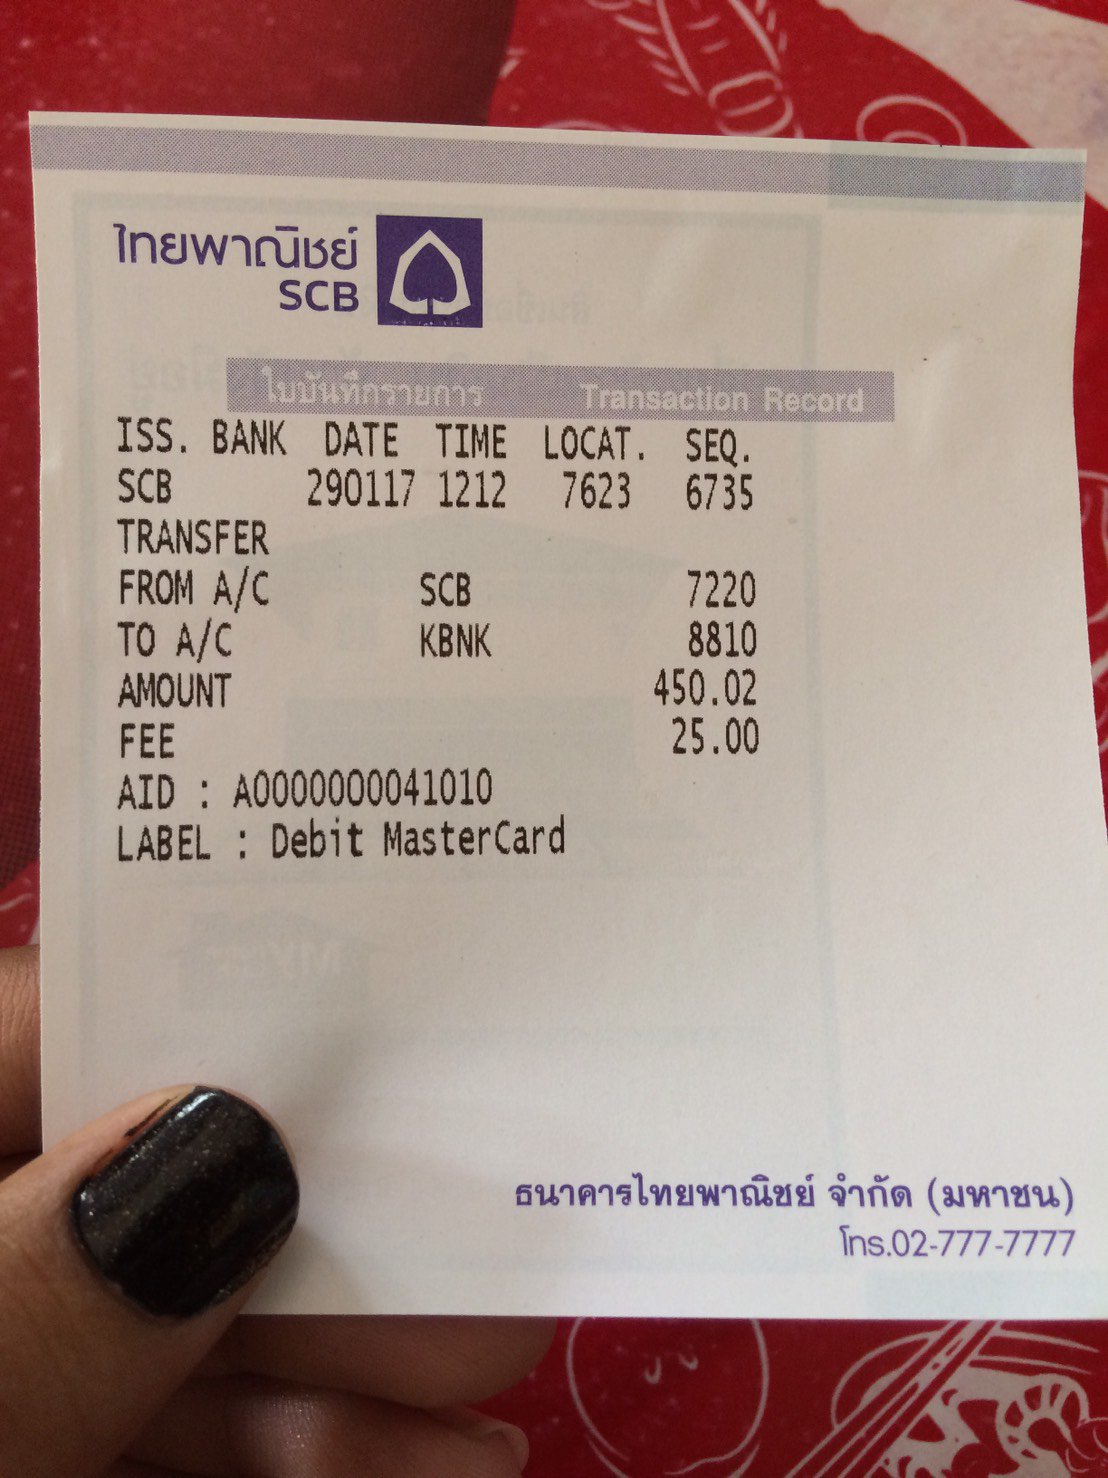 ไทยพาณิชย์
SCB
ใบบันทึกรายการ Transaction Record
ISS. BANK DATE TIME LOCAT. SEQ.
SCB 290117 1212 7623 6735
TRANSFER
FROM A/C SCB 7220
TO A/C KBNK 8810
AMOUNT 450.02
FEE 25.00
AID : A0000000041010
LABEL : Debit MasterCard
ธนาคารไทยพาณิชย์ จำกัด (มหาชน)
โทร.02-777-7777